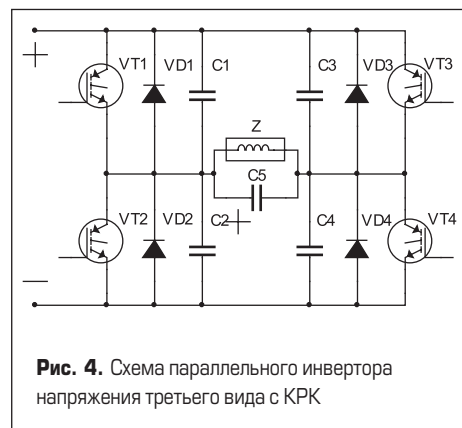 +
VT1
VD1
C1
C3
VD3
VT3
Z
C5
+
VT2
VD2
C2
C4
VD4
VT4
—
Рис. 4. Схема параллельного инвертора
напряжения третьего вида с КРК